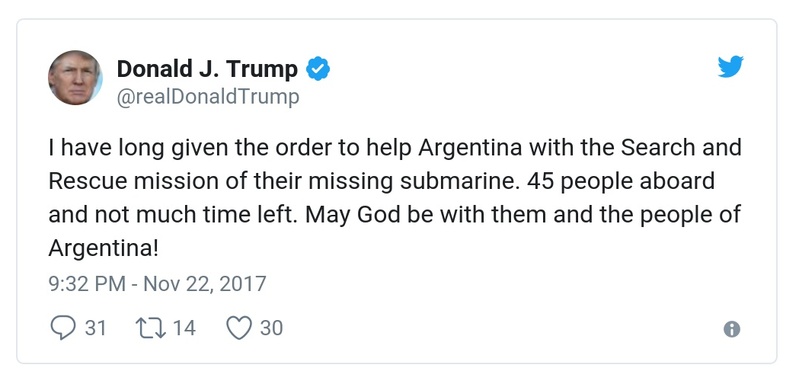 Donald J. Trump
@realDonaldTrump
I have long given the order to help Argentina with the Search and
Rescue mission of their missing submarine. 45 people aboard
and not much time left. May God be with them and the people of
Argentina!
9:32 PM - Nov 22, 2017
31 14 30